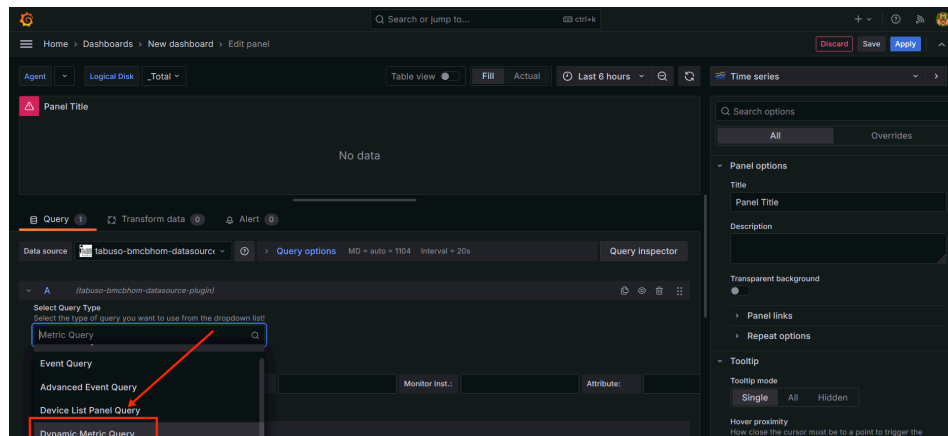 Search or jump to...
ctrl+k
Home > Dashboards > New dashboard > Edit panel
Discard Save Apply
Agent Logical Disk _Total
Table view Fill Actual Last 6 hours
Time series
Panel Title
No data
Search options
All Overrides
Panel options
Title
Panel Title
Description
Transparent background
Panel links
Repeat options
Tooltip
Tooltip mode
Single All Hidden
Hover proximity
How close the cursor must be to a point to trigger the
Query 1 Transform data 0 Alert 0
Data source tabuso-bmcbhom-datasource Query options MD = auto = 1104 Interval = 20s Query inspector
A (tabuso-bmcbhom-datasource-plugin)
Select Query Type
Select the type of query you want to use from the dropdown list!
Metric Query
Event Query
Advanced Event Query
Device List Panel Query
Dynamic Metric Query
Monitor Inst.: Attribute: